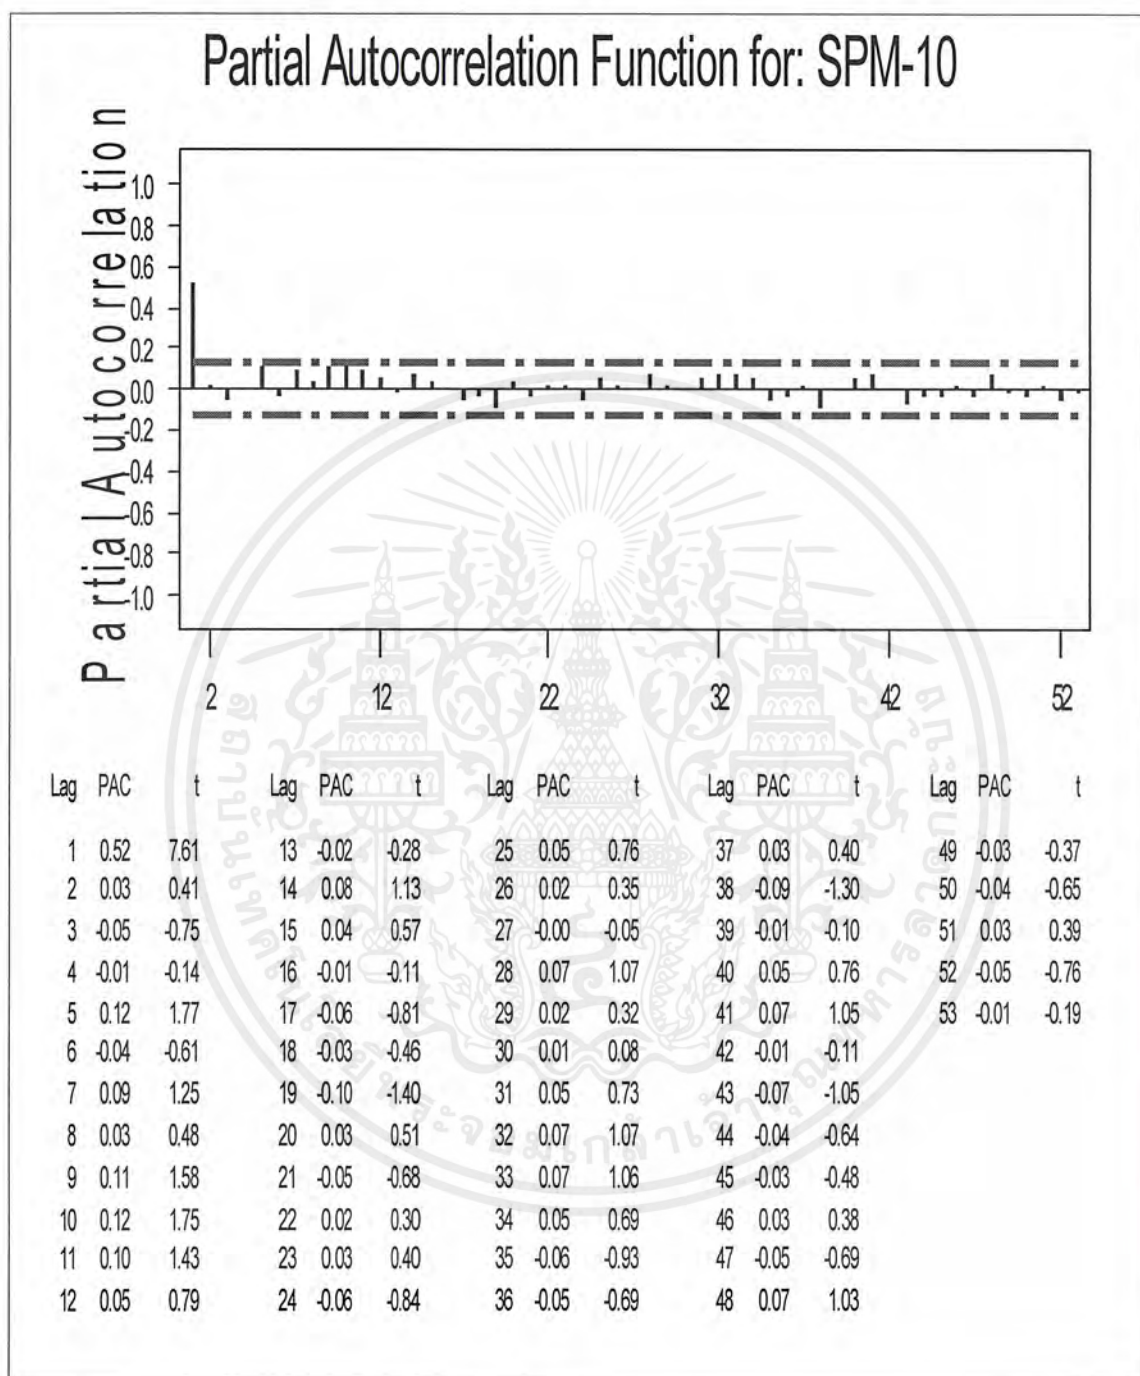 Partial Autocorrelation Function for: SPM-10
Partial Autocorrelation
1.0
0.8
0.6
0.4
0.2
0.0
-0.2
-0.4
-0.6
-0.8
-1.0
2 12 22 32 42 52
Lag PAC t Lag PAC t Lag PAC t Lag PAC t Lag PAC t
1 0.52 7.61 13 -0.02 -0.28 25 0.05 0.76 37 0.03 0.40 49 -0.03 -0.37
2 0.03 0.41 14 0.08 1.13 26 0.02 0.35 38 -0.09 -1.30 50 -0.04 -0.65
3 -0.05 -0.75 15 0.04 0.57 27 -0.00 -0.05 39 -0.01 -0.10 51 0.03 0.39
4 -0.01 -0.14 16 -0.01 -0.11 28 0.07 1.07 40 0.05 0.76 52 -0.05 -0.76
5 0.12 1.77 17 -0.06 -0.81 29 0.02 0.32 41 0.07 1.05 53 -0.01 -0.19
6 -0.04 -0.61 18 -0.03 -0.46 30 0.01 0.08 42 -0.01 -0.11
7 0.09 1.25 19 -0.10 -1.40 31 0.05 0.73 43 -0.07 -1.05
8 0.03 0.48 20 0.03 0.51 32 0.07 1.07 44 -0.04 -0.64
9 0.11 1.58 21 -0.05 -0.68 33 0.07 1.06 45 -0.03 -0.48
10 0.12 1.75 22 0.02 0.30 34 0.05 0.69 46 0.03 0.38
11 0.10 1.43 23 0.03 0.40 35 -0.06 -0.93 47 -0.05 -0.69
12 0.05 0.79 24 -0.06 -0.84 36 -0.05 -0.69 48 0.07 1.03